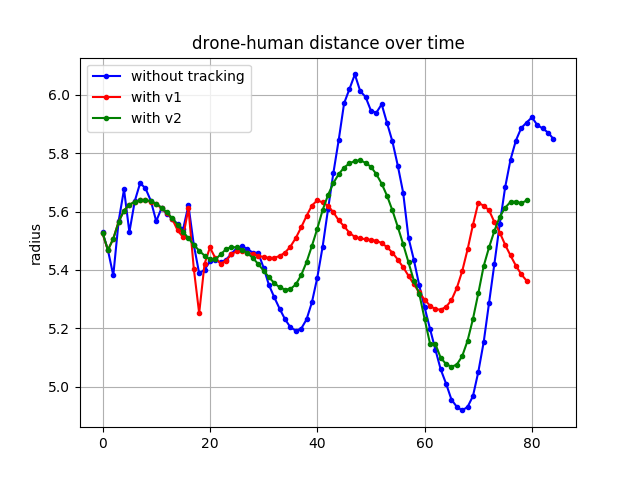 drone-human distance over time
without tracking
with v1
with v2
radius
6.0
5.8
5.6
5.4
5.2
5.0
0 20 40 60 80